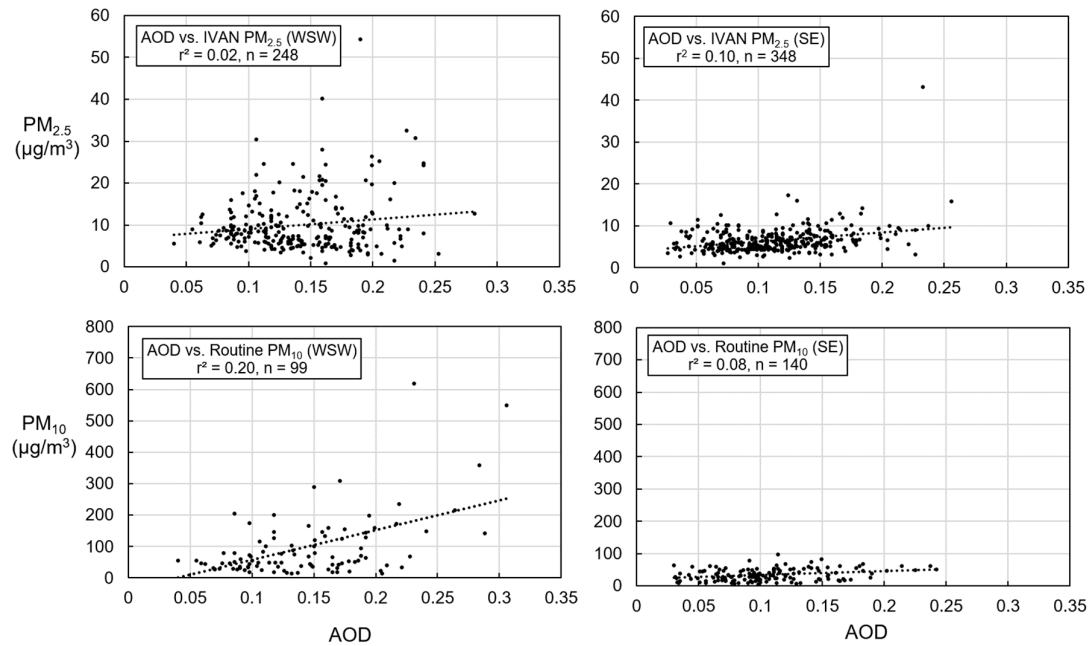 AOD vs. IVAN PM2.5 (WSW)
r² = 0.02, n = 248
PM2.5
(µg/m³)
60
50
40
30
20
10
0
0 0.05 0.1 0.15 0.2 0.25 0.3 0.35
AOD vs. IVAN PM2.5 (SE)
r² = 0.10, n = 348
60
50
40
30
20
10
0
0 0.05 0.1 0.15 0.2 0.25 0.3 0.35
AOD vs. Routine PM10 (WSW)
r² = 0.20, n = 99
PM10
(µg/m³)
800
700
600
500
400
300
200
100
0
0 0.05 0.1 0.15 0.2 0.25 0.3 0.35
AOD
AOD vs. Routine PM10 (SE)
r² = 0.08, n = 140
800
700
600
500
400
300
200
100
0
0 0.05 0.1 0.15 0.2 0.25 0.3 0.35
AOD